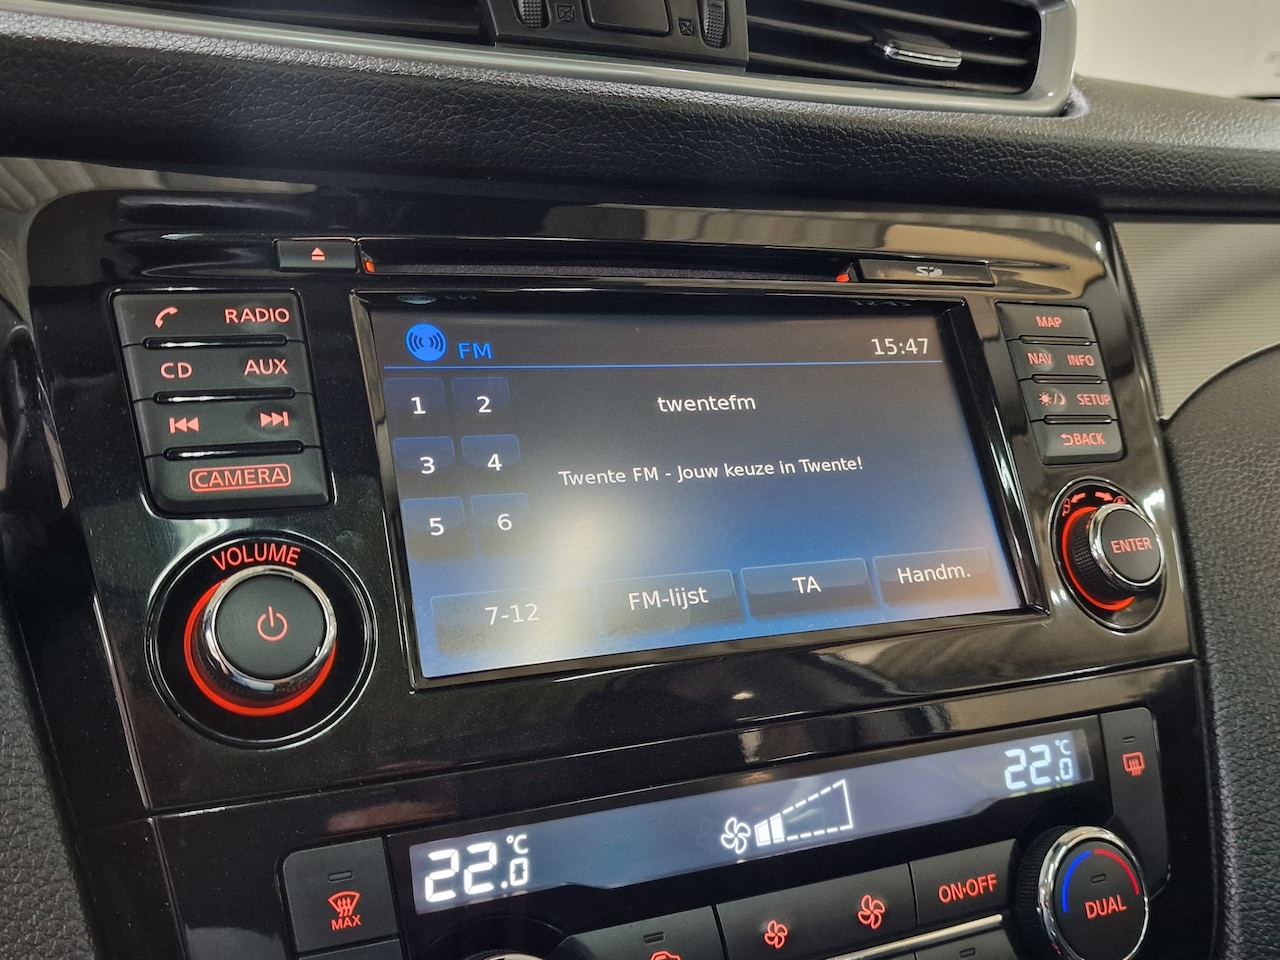 SD
RADIO
CD AUX
CAMERA
VOLUME
FM 15:47
1 2
3 4
5 6
7-12
twentefm
Twente FM - Jouw keuze in Twente!
FM-lijst TA Handm.
MAP
NAV INFO
SETUP
BACK
ENTER
22.0 °C
22.0 °C
MAX
ON·OFF
DUAL